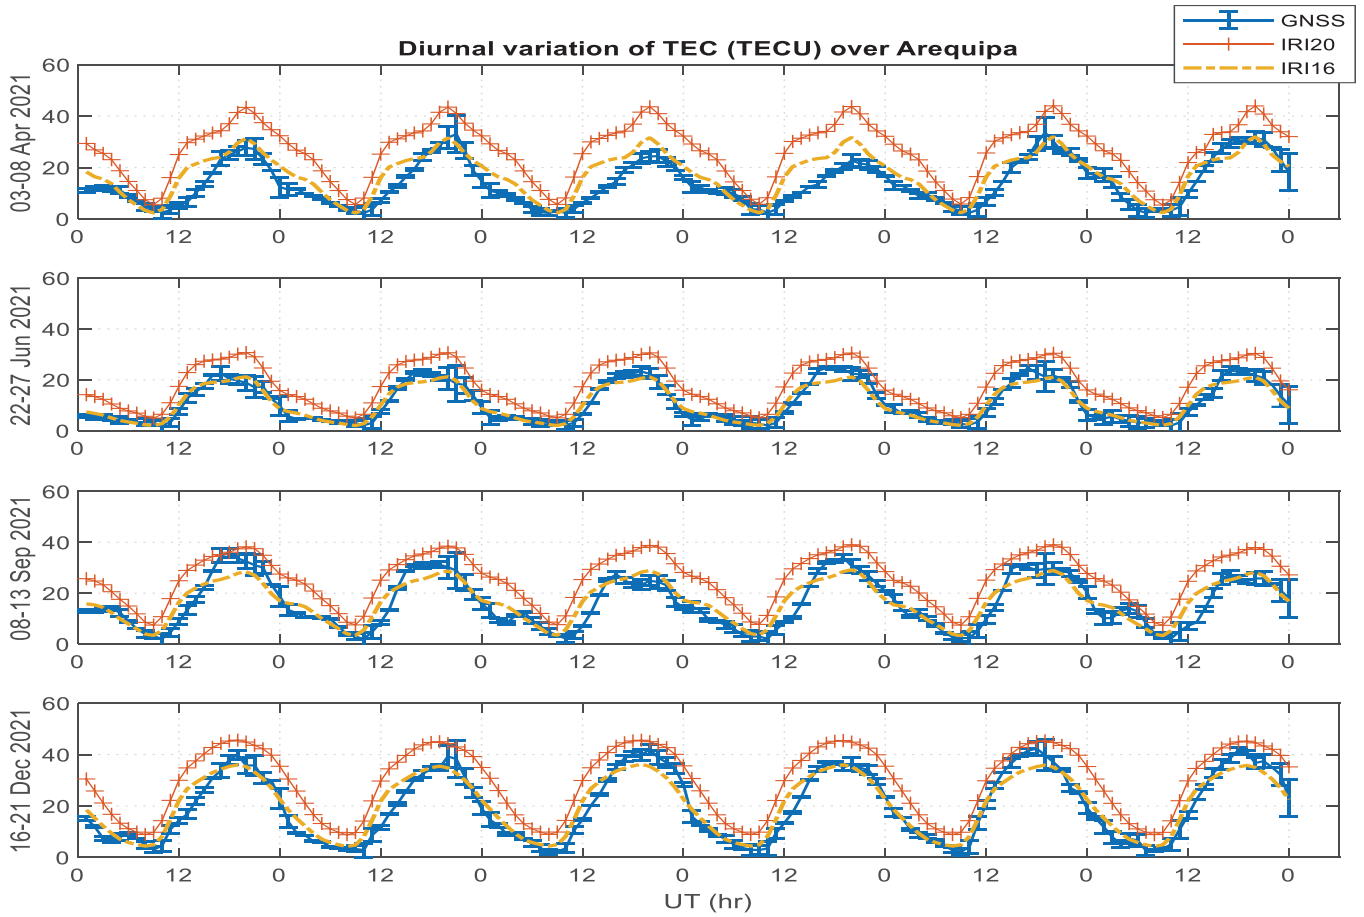 GNSS
IRI20
IRI16
Diurnal variation of TEC (TECU) over Arequipa
03-08 Apr 2021
60
40
20
0
0 12 0 12 0 12 0 12 0 12 0 12 0
22-27 Jun 2021
60
40
20
0
0 12 0 12 0 12 0 12 0 12 0 12 0
08-13 Sep 2021
60
40
20
0
0 12 0 12 0 12 0 12 0 12 0 12 0
16-21 Dec 2021
60
40
20
0
0 12 0 12 0 12 0 12 0 12 0 12 0
UT (hr)